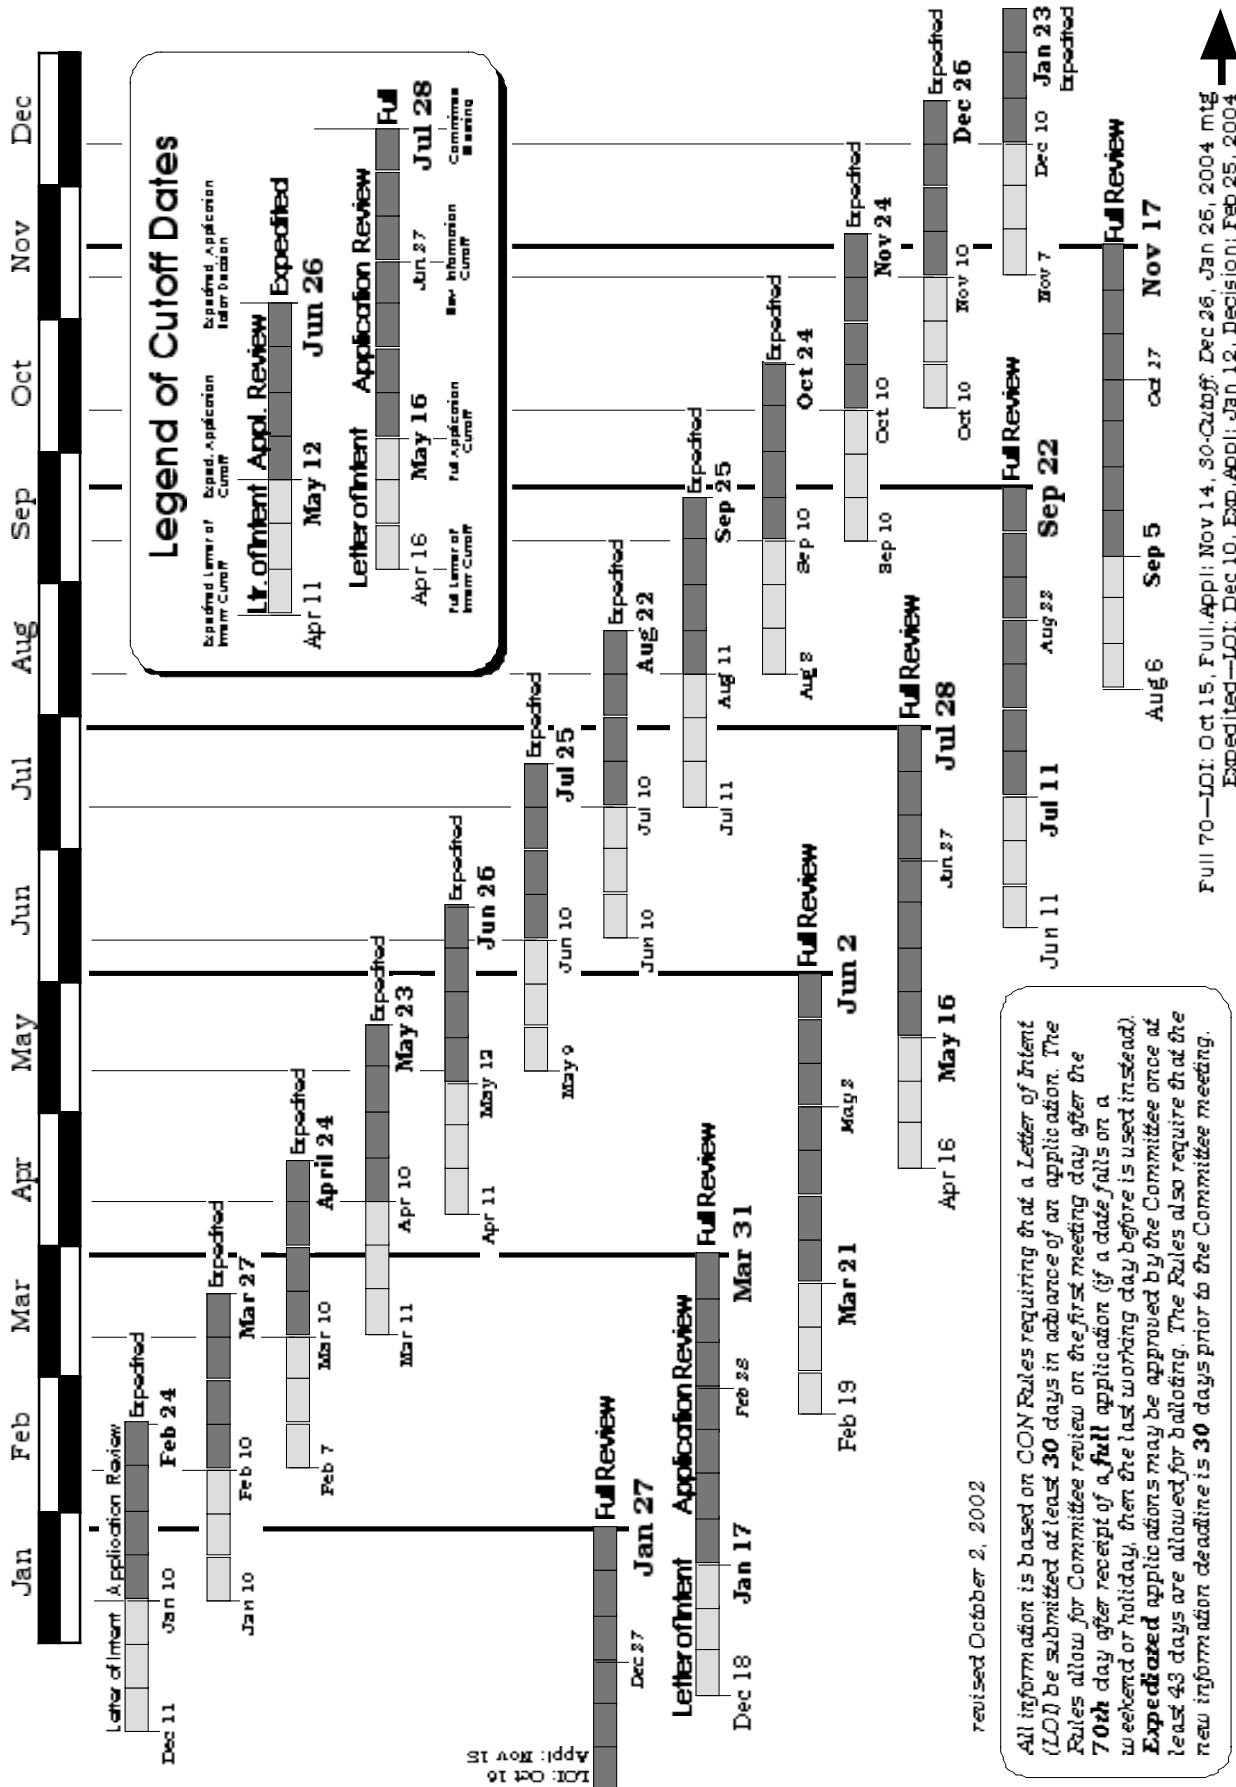 Jan Feb Mar Apr May Jun Jul Aug Sep Oct Nov Dec
Legend of Cutoff Dates
Expedited Letter of Intent Cutoff
Exped. Application Cutoff
Expedited Application Ballot Decision
Ltr. of Intent Appl. Review Expedited
Apr 11 May 12 Jun 26
Letter of Intent Application Review Full
Apr 16 May 16 Jun 27 Jul 28
Full Letter of Intent Cutoff
Full Application Cutoff
New Information Cutoff
Committee Meeting
Letter of Intent Application Review Expedited
Dec 11 Jan 10 Feb 24
Expedited
Jan 10 Feb 10 Mar 27
Expedited
Feb 7 Mar 10 April 24
Expedited
Mar 11 Apr 10 May 23
Expedited
Apr 11 May 12 Jun 26
Expedited
May 9 Jun 10 Jul 25
Expedited
Jun 10 Jul 10 Aug 22
Expedited
Jul 11 Aug 11 Sep 25
Expedited
Aug 8 Sep 10 Oct 24
Expedited
Sep 10 Oct 10 Nov 24
Expedited
Oct 10 Nov 10 Dec 26
Nov 7 Dec 10 Jan 23
Expedited
LOI: Oct 16
Appl: Nov 15
Full Review
Dec 27 Jan 27
Letter of Intent Application Review Full Review
Dec 18 Jan 17 Feb 28 Mar 31
Full Review
Feb 19 Mar 21 May 2 Jun 2
Full Review
Apr 16 May 16 Jun 27 Jul 28
Full Review
Jun 11 Jul 11 Aug 22 Sep 22
Full Review
Aug 6 Sep 5 Oct 17 Nov 17
revised October 2, 2002
All information is based on CON Rules requiring that a Letter of Intent
(LOI) be submitted at least 30 days in advance of an application. The
Rules allow for Committee review on the first meeting day after the
70th day after receipt of a full application (if a date falls on a
weekend or holiday, then the last working day before is used instead).
Expediated applications may be approved by the Committee once at
least 43 days are allowed for balloting. The Rules also require that the
new information deadline is 30 days prior to the Committee meeting.
Full 70—LOI: Oct 15, Full.Appl: Nov 14, 30-Cutoff: Dec 26, Jan 26, 2004 mtg
Expedited—LOI: Dec 10, Exp.Appl: Jan 12, Decision: Feb 25, 2004